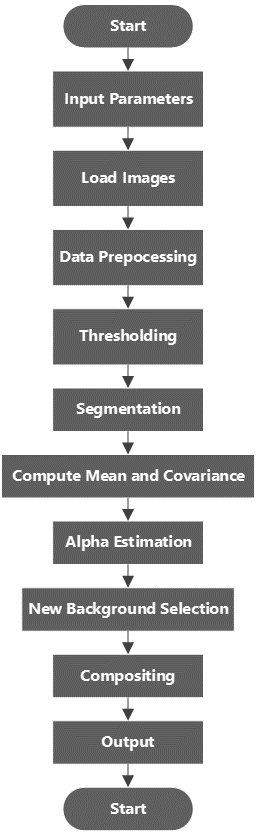 Start
Input Parameters
Load Images
Data Prepocessing
Thresholding
Segmentation
Compute Mean and Covariance
Alpha Estimation
New Background Selection
Compositing
Output
Start